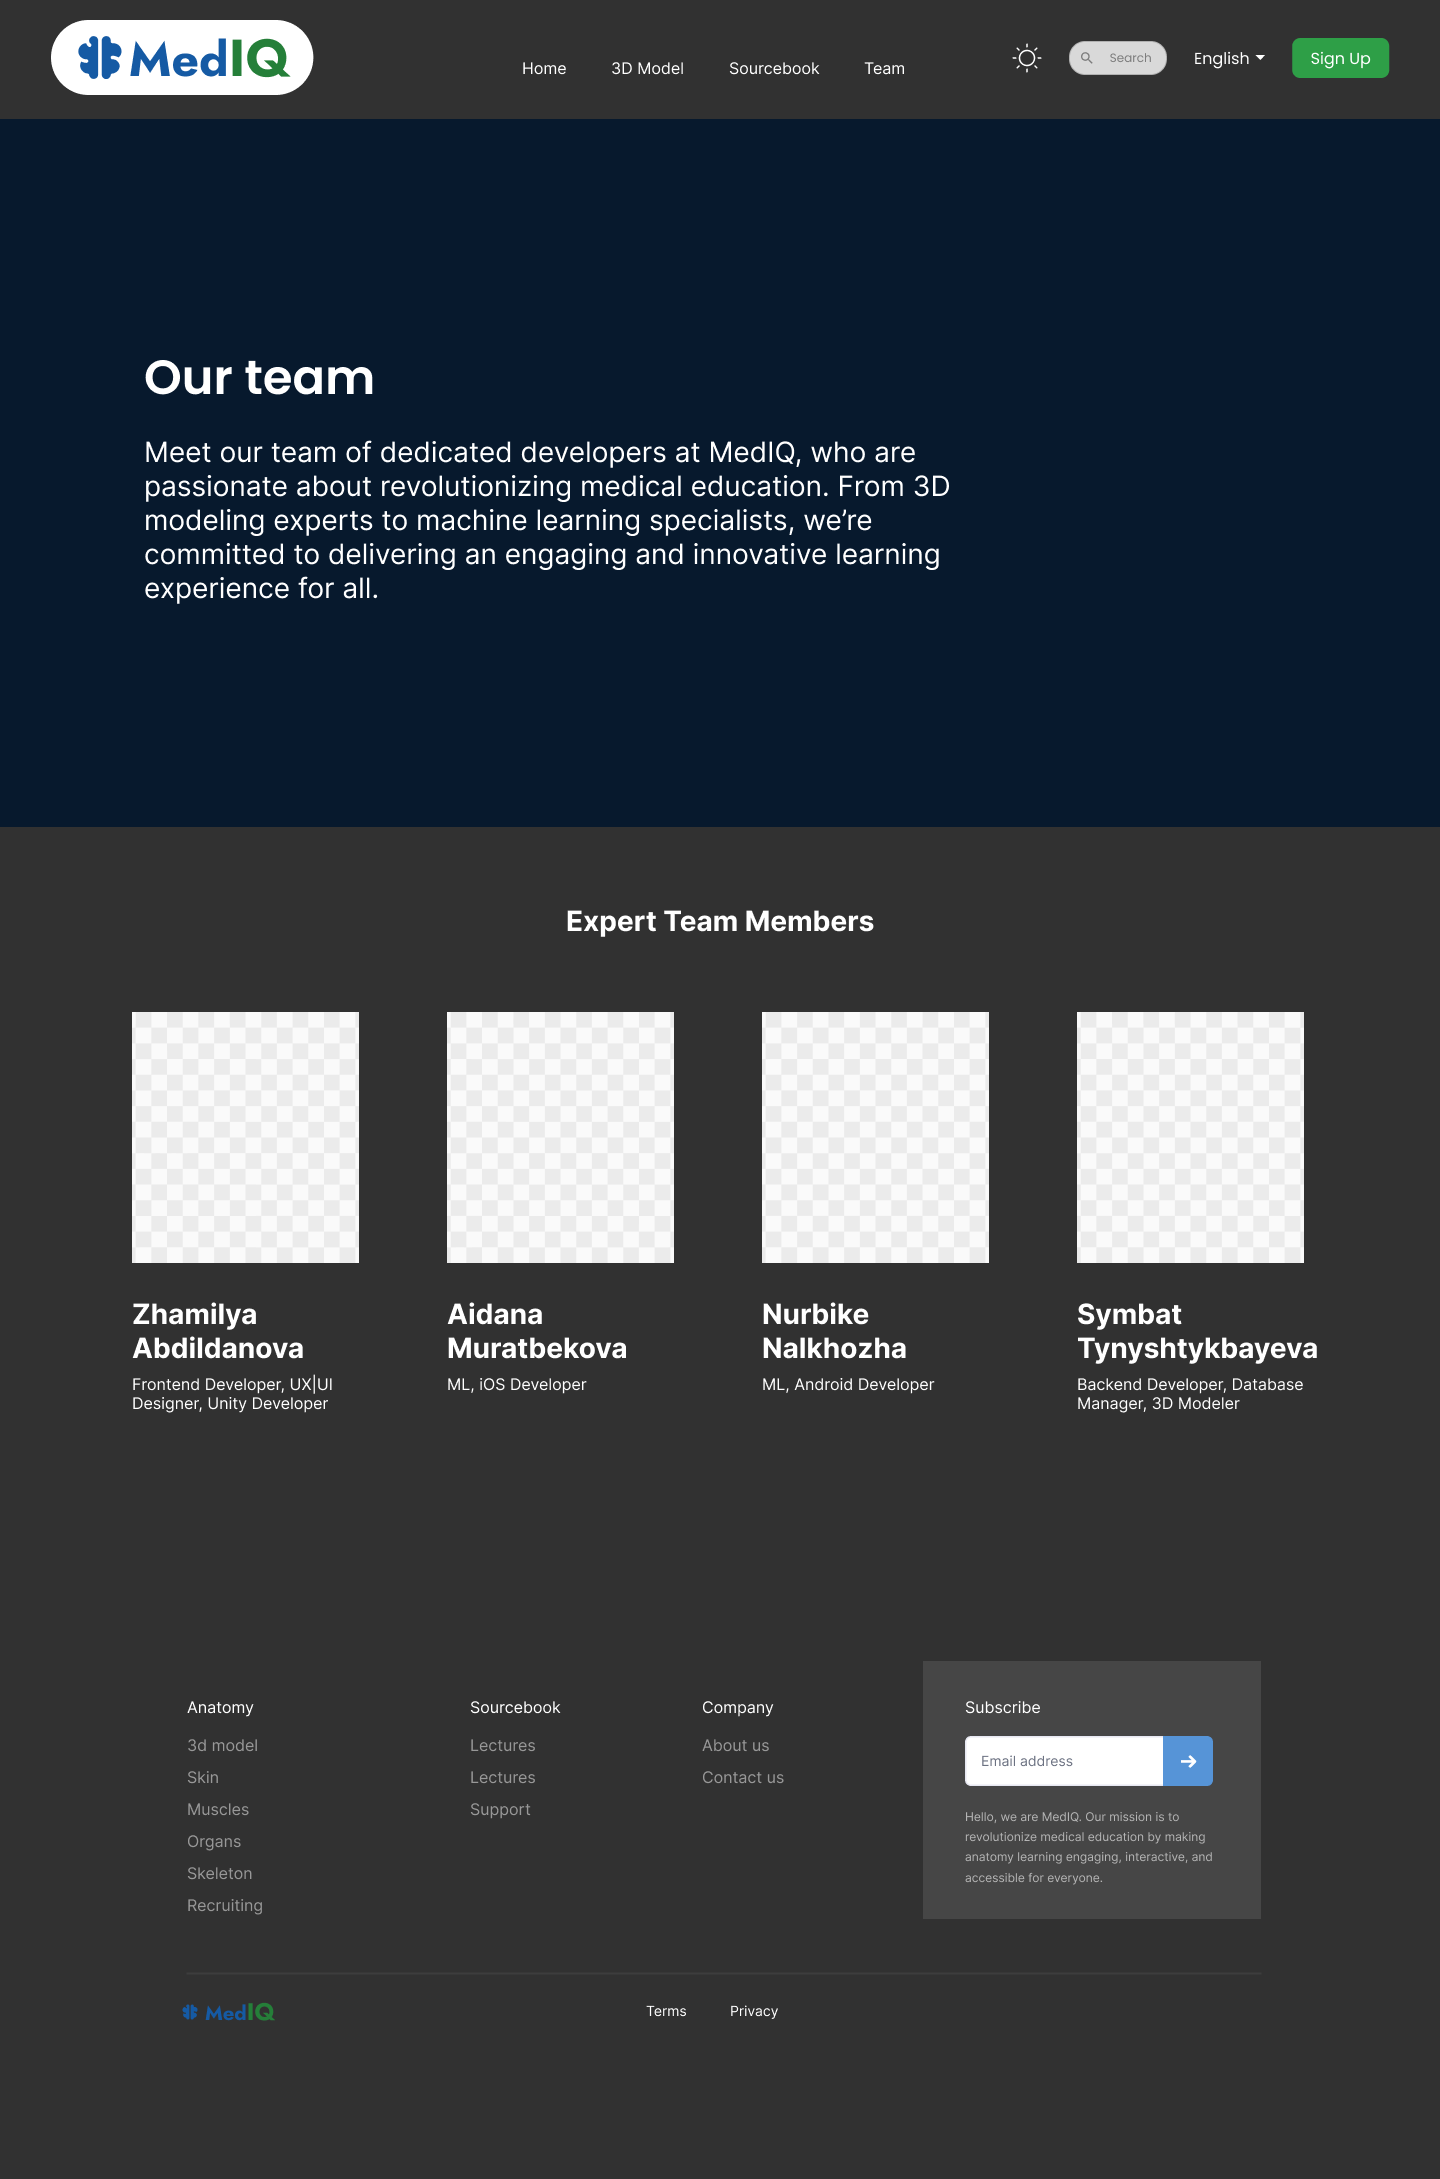 MedIQ
Home
3D Model
Sourcebook
Team
Search
English
Sign Up
Our team
Meet our team of dedicated developers at MedIQ, who are
passionate about revolutionizing medical education. From 3D
modeling experts to machine learning specialists, we’re
committed to delivering an engaging and innovative learning
experience for all.
Expert Team Members
Zhamilya
Abdildanova
Frontend Developer, UX|UI
Designer, Unity Developer
Aidana
Muratbekova
ML, iOS Developer
Nurbike
Nalkhozha
ML, Android Developer
Symbat
Tynyshtykbayeva
Backend Developer, Database
Manager, 3D Modeler
Anatomy
3d model
Skin
Muscles
Organs
Skeleton
Recruiting
Sourcebook
Lectures
Lectures
Support
Company
About us
Contact us
Subscribe
Email address
Hello, we are MedIQ. Our mission is to
revolutionize medical education by making
anatomy learning engaging, interactive, and
accessible for everyone.
MedIQ
Terms
Privacy